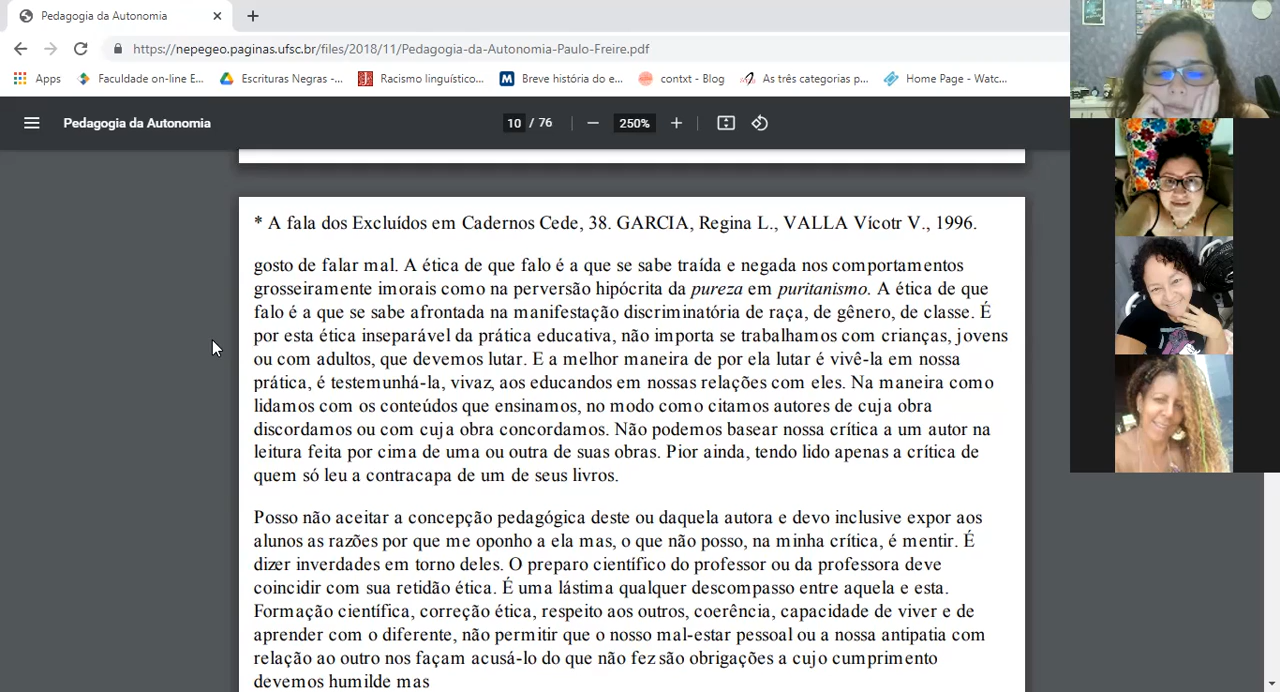 Pedagogia da Autonomia
https://nepegeo.paginas.ufsc.br/files/2018/11/Pedagogia-da-Autonomia-Paulo-Freire.pdf
Apps Faculdade on-line E... Escrituras Negras -... Racismo linguístico... Breve história do e... contxt - Blog As três categorias p... Home Page - Watc...
Pedagogia da Autonomia 10 / 76 250%
* A fala dos Excluídos em Cadernos Cede, 38. GARCIA, Regina L., VALLA Vícotr V., 1996.
gosto de falar mal. A ética de que falo é a que se sabe traída e negada nos comportamentos
grosseiramente imorais como na perversão hipócrita da pureza em puritanismo. A ética de que
falo é a que se sabe afrontada na manifestação discriminatória de raça, de gênero, de classe. É
por esta ética inseparável da prática educativa, não importa se trabalhamos com crianças, jovens
ou com adultos, que devemos lutar. E a melhor maneira de por ela lutar é vivê-la em nossa
prática, é testemunhá-la, vivaz, aos educandos em nossas relações com eles. Na maneira como
lidamos com os conteúdos que ensinamos, no modo como citamos autores de cuja obra
discordamos ou com cuja obra concordamos. Não podemos basear nossa crítica a um autor na
leitura feita por cima de uma ou outra de suas obras. Pior ainda, tendo lido apenas a crítica de
quem só leu a contracapa de um de seus livros.
Posso não aceitar a concepção pedagógica deste ou daquela autora e devo inclusive expor aos
alunos as razões por que me oponho a ela mas, o que não posso, na minha crítica, é mentir. É
dizer inverdades em torno deles. O preparo científico do professor ou da professora deve
coincidir com sua retidão ética. É uma lástima qualquer descompasso entre aquela e esta.
Formação científica, correção ética, respeito aos outros, coerência, capacidade de viver e de
aprender com o diferente, não permitir que o nosso mal-estar pessoal ou a nossa antipatia com
relação ao outro nos façam acusá-lo do que não fez são obrigações a cujo cumprimento
devemos humilde mas